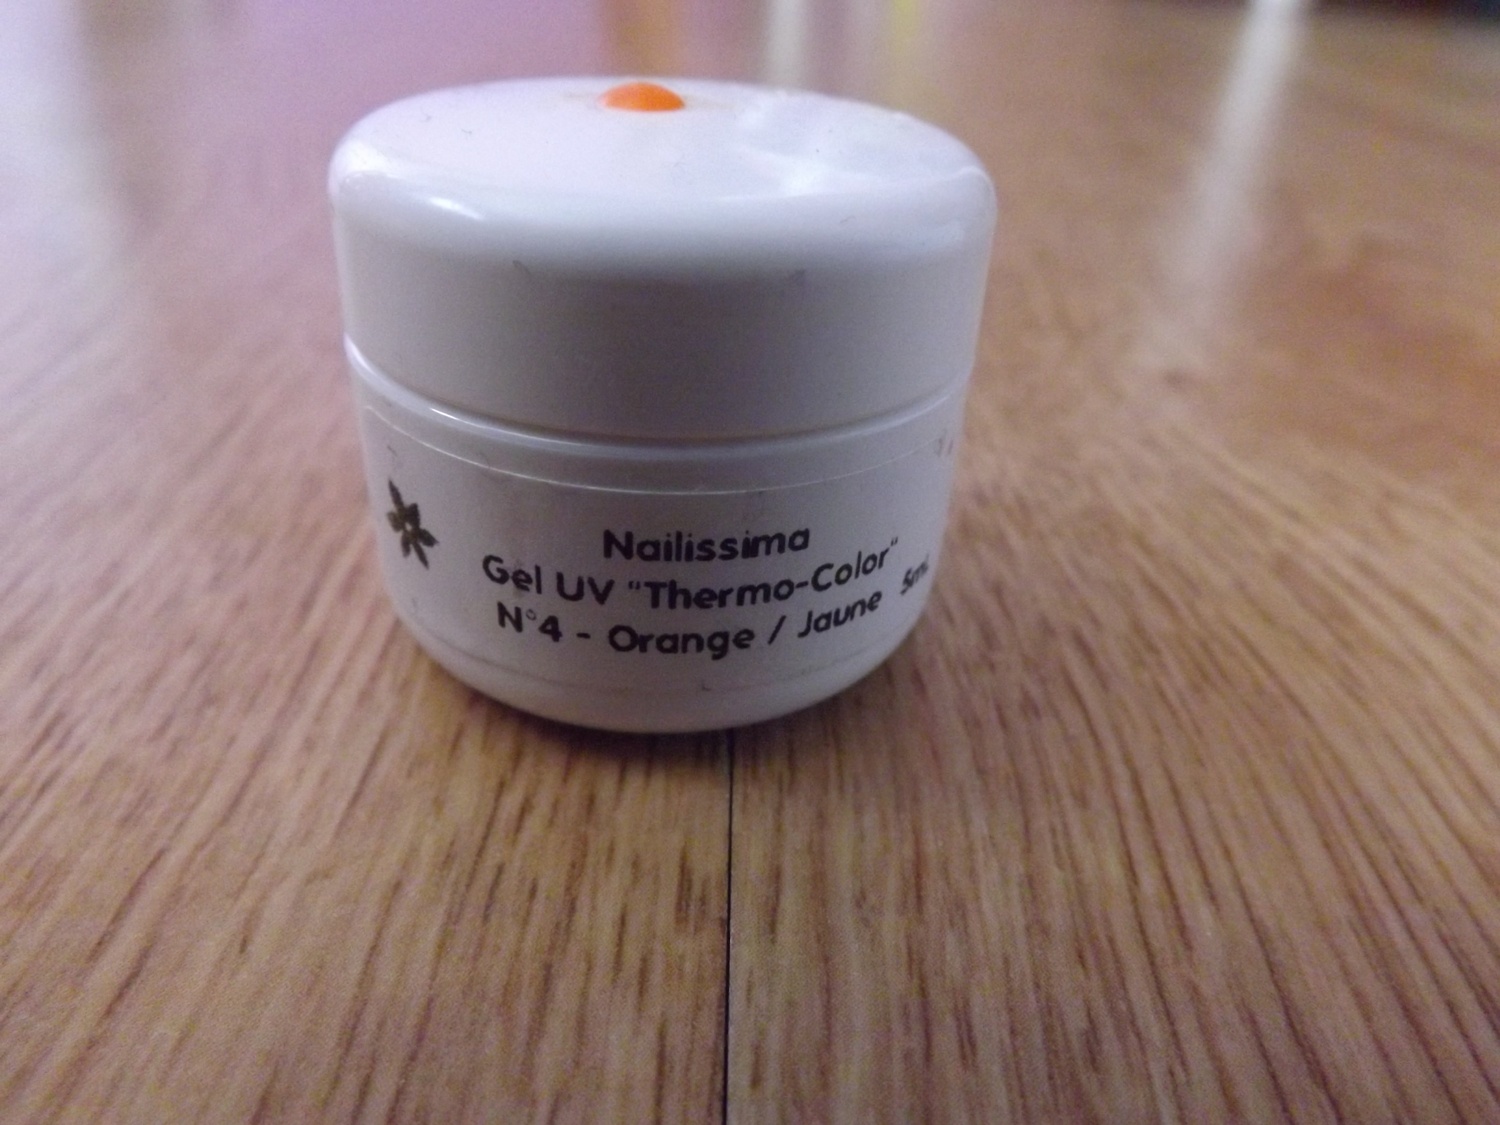 Nailissima
Gel UV "Thermo-Color"
N°4 - Orange / Jaune 5mL